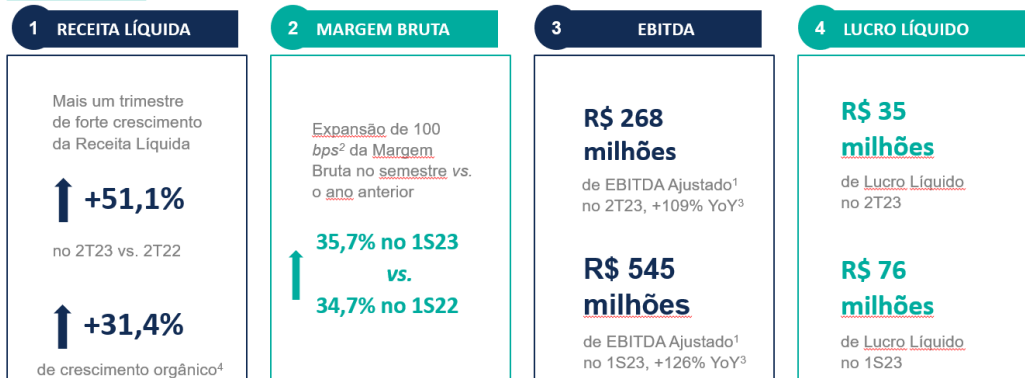 1 RECEITA LÍQUIDA
Mais um trimestre
de forte crescimento
da Receita Líquida
+51,1%
no 2T23 vs. 2T22
+31,4%
de crescimento orgânico⁴
2 MARGEM BRUTA
Expansão de 100
bps² da Margem
Bruta no semestre vs.
o ano anterior
35,7% no 1S23
vs.
34,7% no 1S22
3 EBITDA
R$ 268
milhões
de EBITDA Ajustado¹
no 2T23, +109% YoY³
R$ 545
milhões
de EBITDA Ajustado¹
no 1S23, +126% YoY³
4 LUCRO LÍQUIDO
R$ 35
milhões
de Lucro Líquido
no 2T23
R$ 76
milhões
de Lucro Líquido
no 1S23